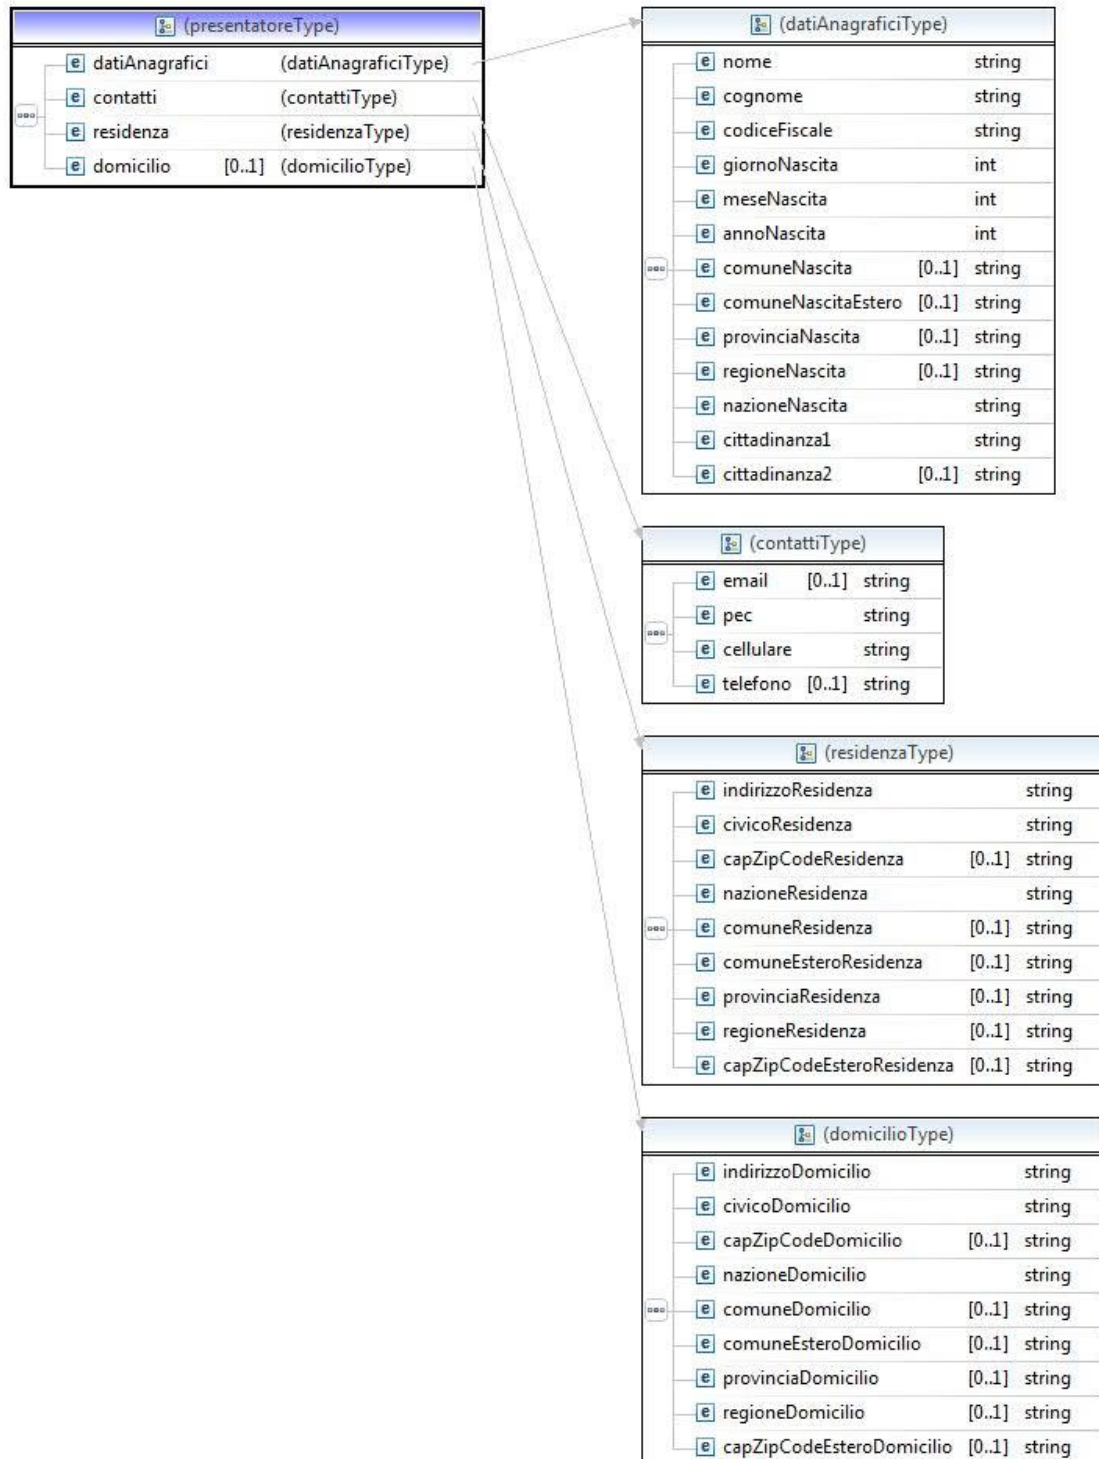 (presentatoreType)
datiAnagrafici (datiAnagraficiType)
contatti (contattiType)
residenza (residenzaType)
domicilio [0..1] (domicilioType)
(datiAnagraficiType)
nome string
cognome string
codiceFiscale string
giornoNascita int
meseNascita int
annoNascita int
comuneNascita [0..1] string
comuneNascitaEstero [0..1] string
provinciaNascita [0..1] string
regioneNascita [0..1] string
nazioneNascita string
cittadinanza1 string
cittadinanza2 [0..1] string
(contattiType)
email [0..1] string
pec string
cellulare string
telefono [0..1] string
(residenzaType)
indirizzoResidenza string
civicoResidenza string
capZipCodeResidenza [0..1] string
nazioneResidenza string
comuneResidenza [0..1] string
comuneEsteroResidenza [0..1] string
provinciaResidenza [0..1] string
regioneResidenza [0..1] string
capZipCodeEsteroResidenza [0..1] string
(domicilioType)
indirizzoDomicilio string
civicoDomicilio string
capZipCodeDomicilio [0..1] string
nazioneDomicilio string
comuneDomicilio [0..1] string
comuneEsteroDomicilio [0..1] string
provinciaDomicilio [0..1] string
regioneDomicilio [0..1] string
capZipCodeEsteroDomicilio [0..1] string